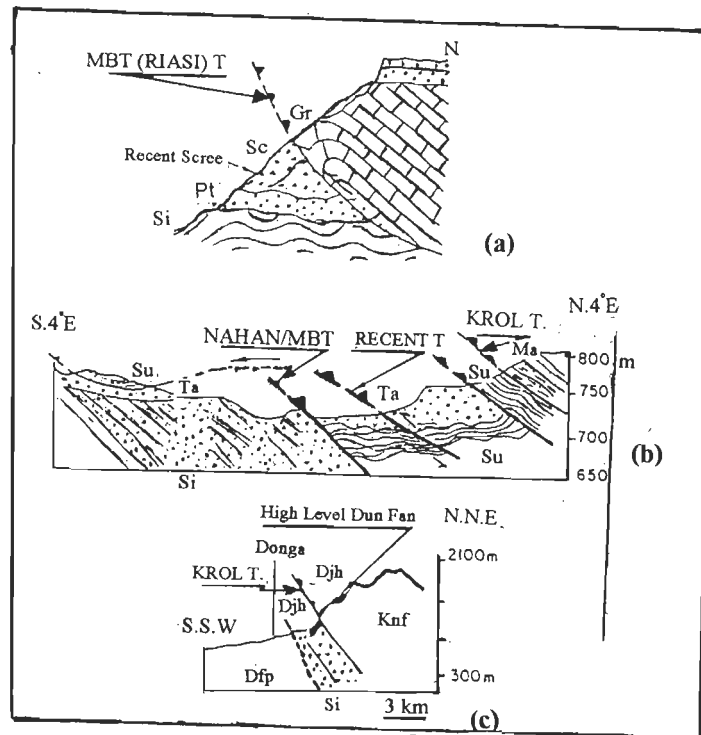 N.
MBT (RIASI) T
Gr
Sc
Recent Scree
Pt
Si
(a)
S.4°E
N.4°E
KROL T.
NAHAN/MBT
RECENT T
Ma
800 m
Su
Su
Ta
Ta
750
700
Su
(b)
650
Si
High Level Dun Fan
N.N.E
Donga
2100m
KROL T.
Djh
Djh
Knf
S.S.W
Dfp
300m
Si
3 km
(c)